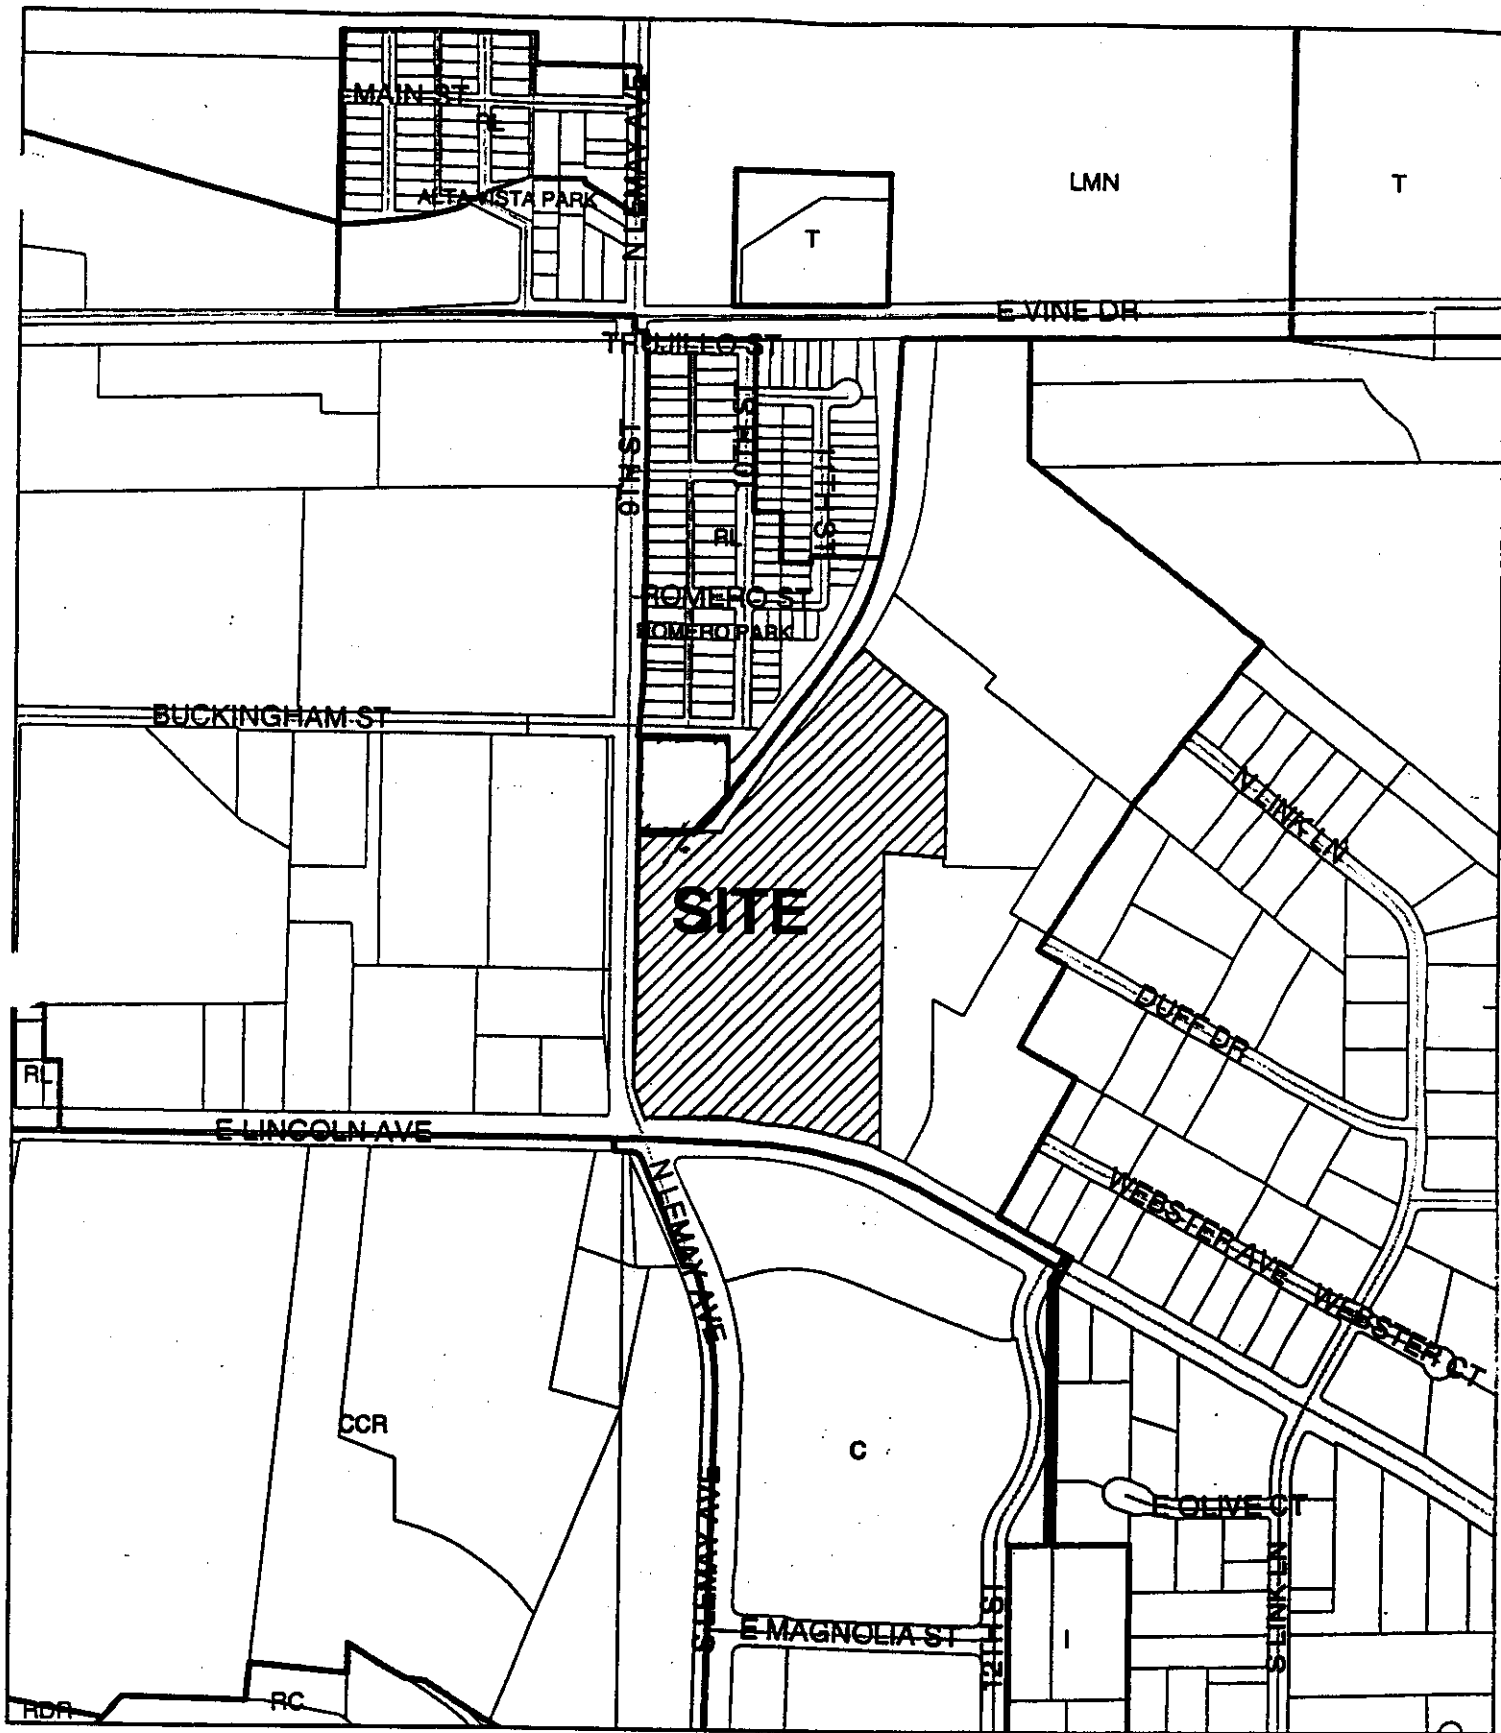 MAIN ST
RL
N LEMAY AVE
ALTA VISTA PARK
LMN
T
T
E VINE DR
TRUJILLO ST
9TH ST
10TH ST
11TH ST
RL
ROMERO ST
ROMERO PARK
BUCKINGHAM ST
N LINK LN
SITE
DUFF DR
RL
E LINCOLN AVE
N LEMAY AVE
WEBSTER AVE
WEBSTER CT
CCR
C
E OLIVE CT
S LEMAY AVE
E MAGNOLIA ST
12TH ST
I
S LINK LN
RDR
RC